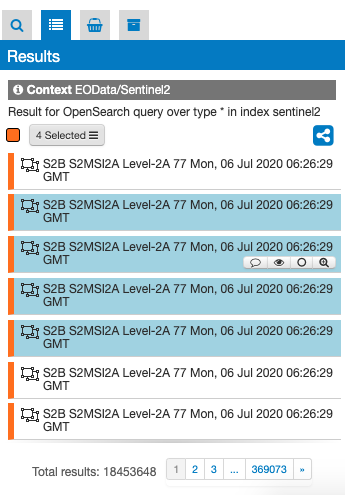 Results
Context EOData/Sentinel2
Result for OpenSearch query over type * in index sentinel2
4 Selected
S2B S2MSI2A Level-2A 77 Mon, 06 Jul 2020 06:26:29
GMT
S2B S2MSI2A Level-2A 77 Mon, 06 Jul 2020 06:26:29
GMT
S2B S2MSI2A Level-2A 77 Mon, 06 Jul 2020 06:26:29
GMT
S2B S2MSI2A Level-2A 77 Mon, 06 Jul 2020 06:26:29
GMT
S2B S2MSI2A Level-2A 77 Mon, 06 Jul 2020 06:26:29
GMT
S2B S2MSI2A Level-2A 77 Mon, 06 Jul 2020 06:26:29
GMT
S2B S2MSI2A Level-2A 77 Mon, 06 Jul 2020 06:26:29
GMT
Total results: 18453648 1 2 3 ... 369073 »